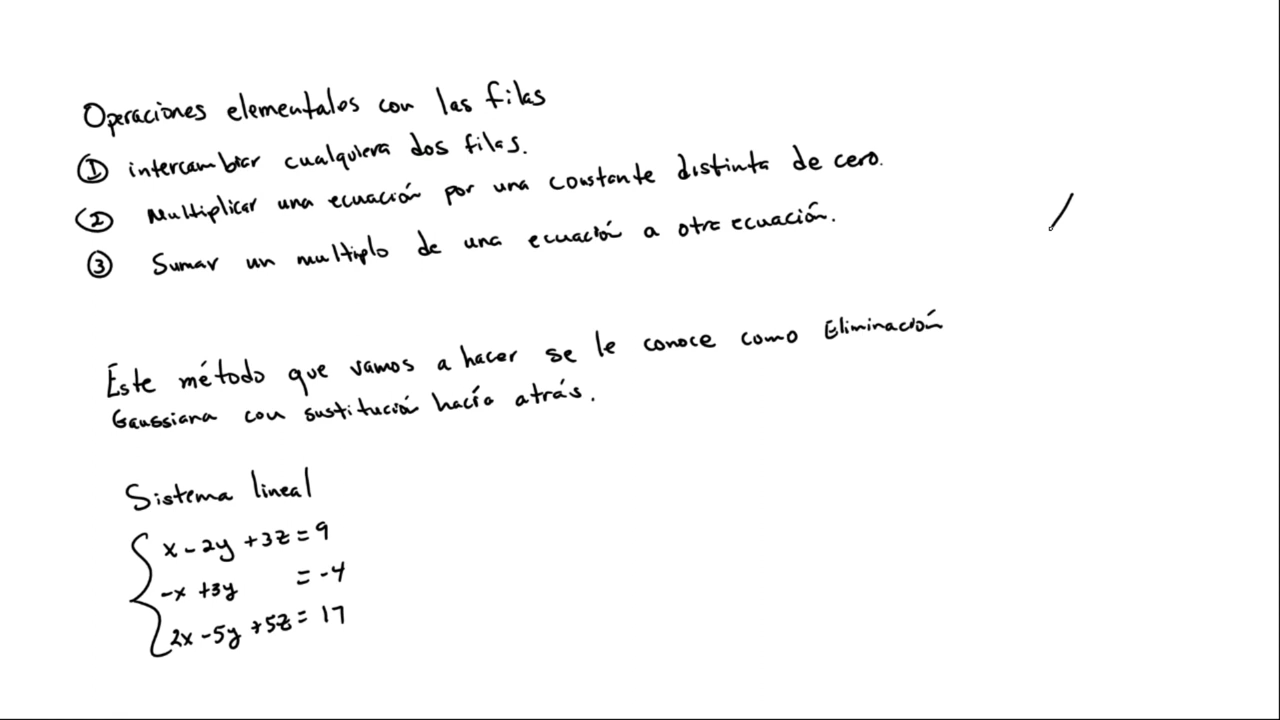 Operaciones elementales con las filas
① intercambiar cualquiera dos filas.
② Multiplicar una ecuación por una constante distinta de cero.
③ Sumar un multiplo de una ecuación a otra ecuación.
Este método que vamos a hacer se le conoce como Eliminación
Gaussiana con sustitución hacía atrás.
Sistema lineal
x - 2y + 3z = 9
-x + 3y = -4
2x - 5y + 5z = 17